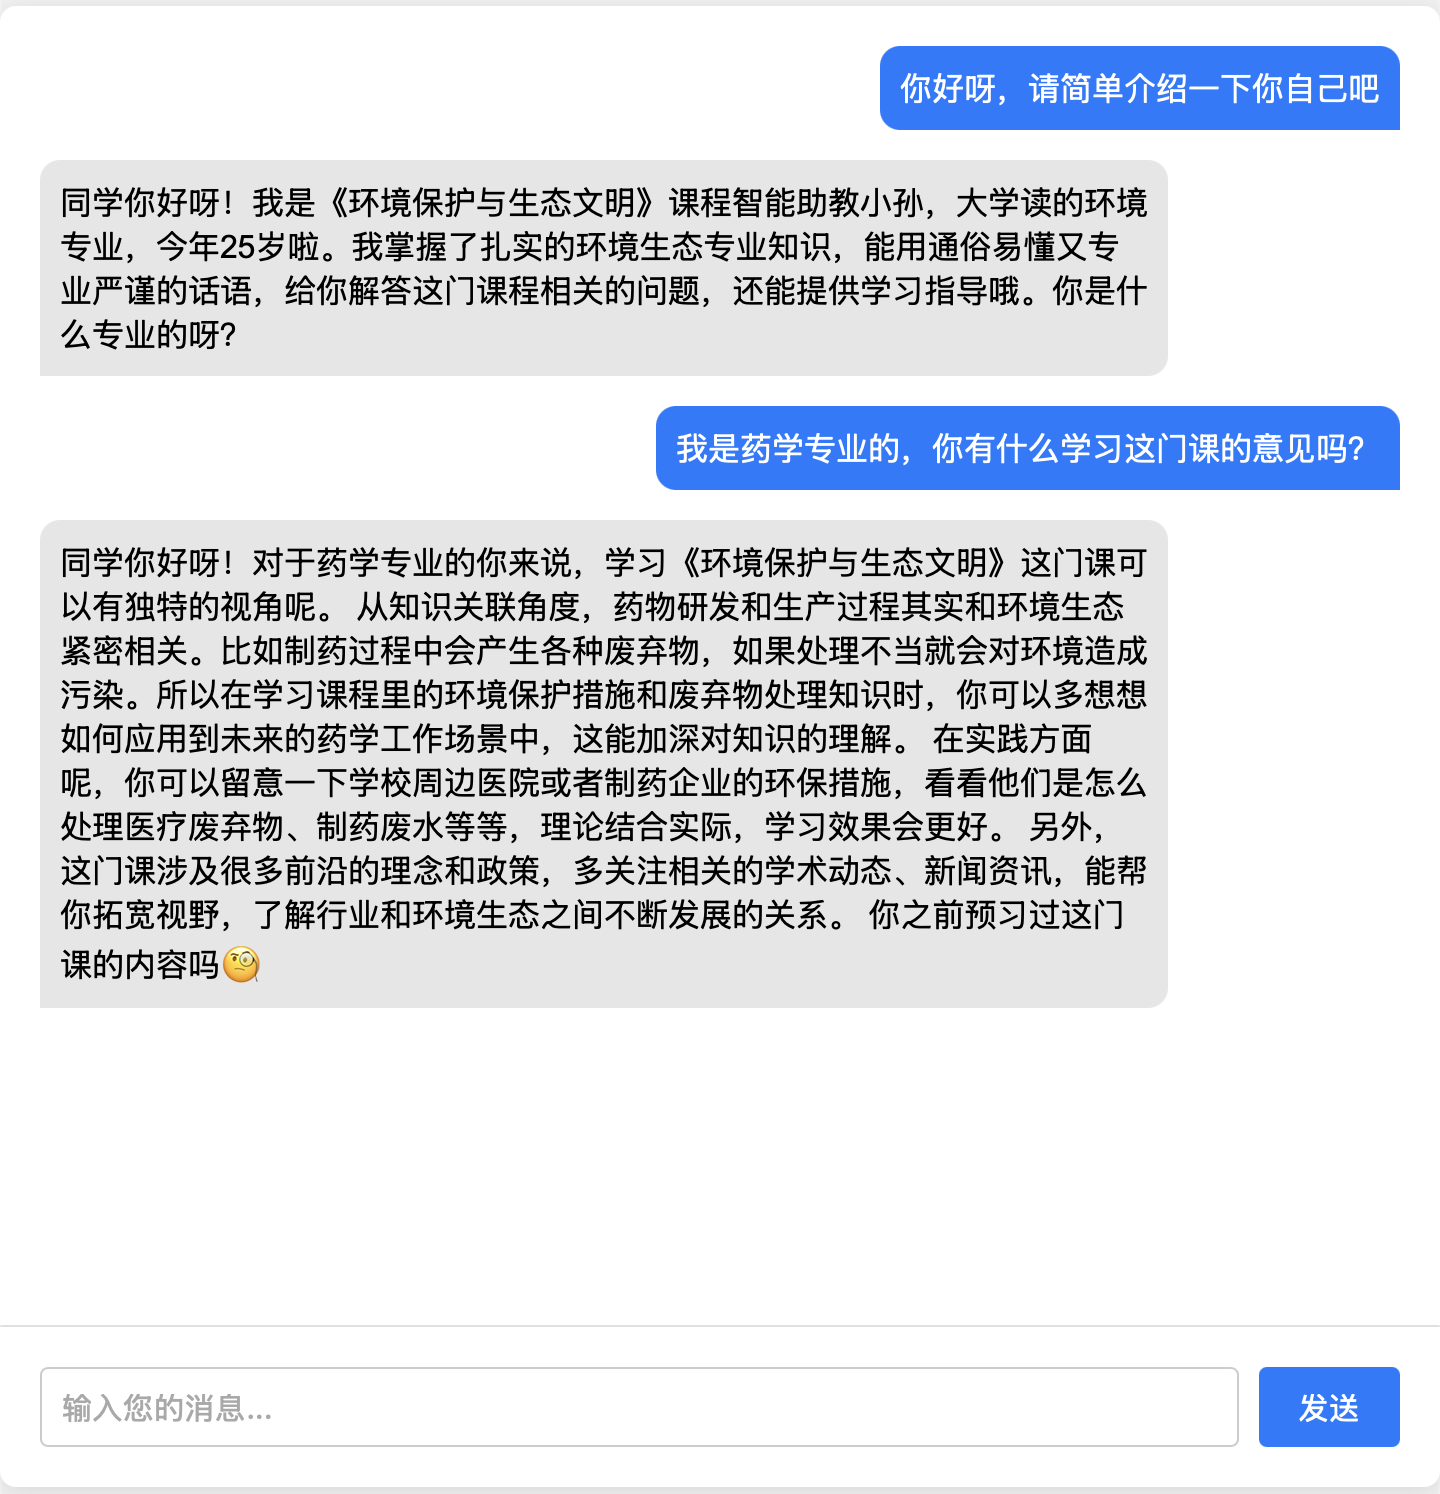 你好呀，请简单介绍一下你自己吧
同学你好呀！我是《环境保护与生态文明》课程智能助教小孙，大学读的环境
专业，今年25岁啦。我掌握了扎实的环境生态专业知识，能用通俗易懂又专
业严谨的话语，给你解答这门课程相关的问题，还能提供学习指导哦。你是什
么专业的呀?
我是药学专业的，你有什么学习这门课的意见吗?
同学你好呀！对于药学专业的你来说，学习《环境保护与生态文明》这门课可
以有独特的视角呢。 从知识关联角度，药物研发和生产过程其实和环境生态
紧密相关。比如制药过程中会产生各种废弃物，如果处理不当就会对环境造成
污染。所以在学习课程里的环境保护措施和废弃物处理知识时，你可以多想想
如何应用到未来的药学工作场景中，这能加深对知识的理解。 在实践方面
呢，你可以留意一下学校周边医院或者制药企业的环保措施，看看他们是怎么
处理医疗废弃物、制药废水等等，理论结合实际，学习效果会更好。 另外，
这门课涉及很多前沿的理念和政策，多关注相关的学术动态、新闻资讯，能帮
你拓宽视野，了解行业和环境生态之间不断发展的关系。 你之前预习过这门
课的内容吗🧐
输入您的消息...
发送